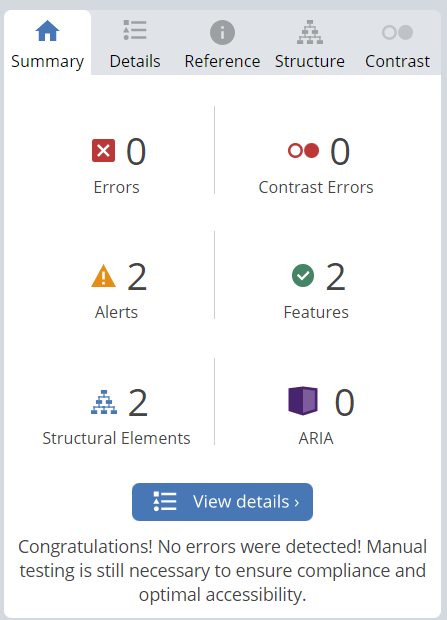 Summary Details Reference Structure Contrast
0 0
Errors Contrast Errors
2 2
Alerts Features
2 0
Structural Elements ARIA
View details ›
Congratulations! No errors were detected! Manual
testing is still necessary to ensure compliance and
optimal accessibility.